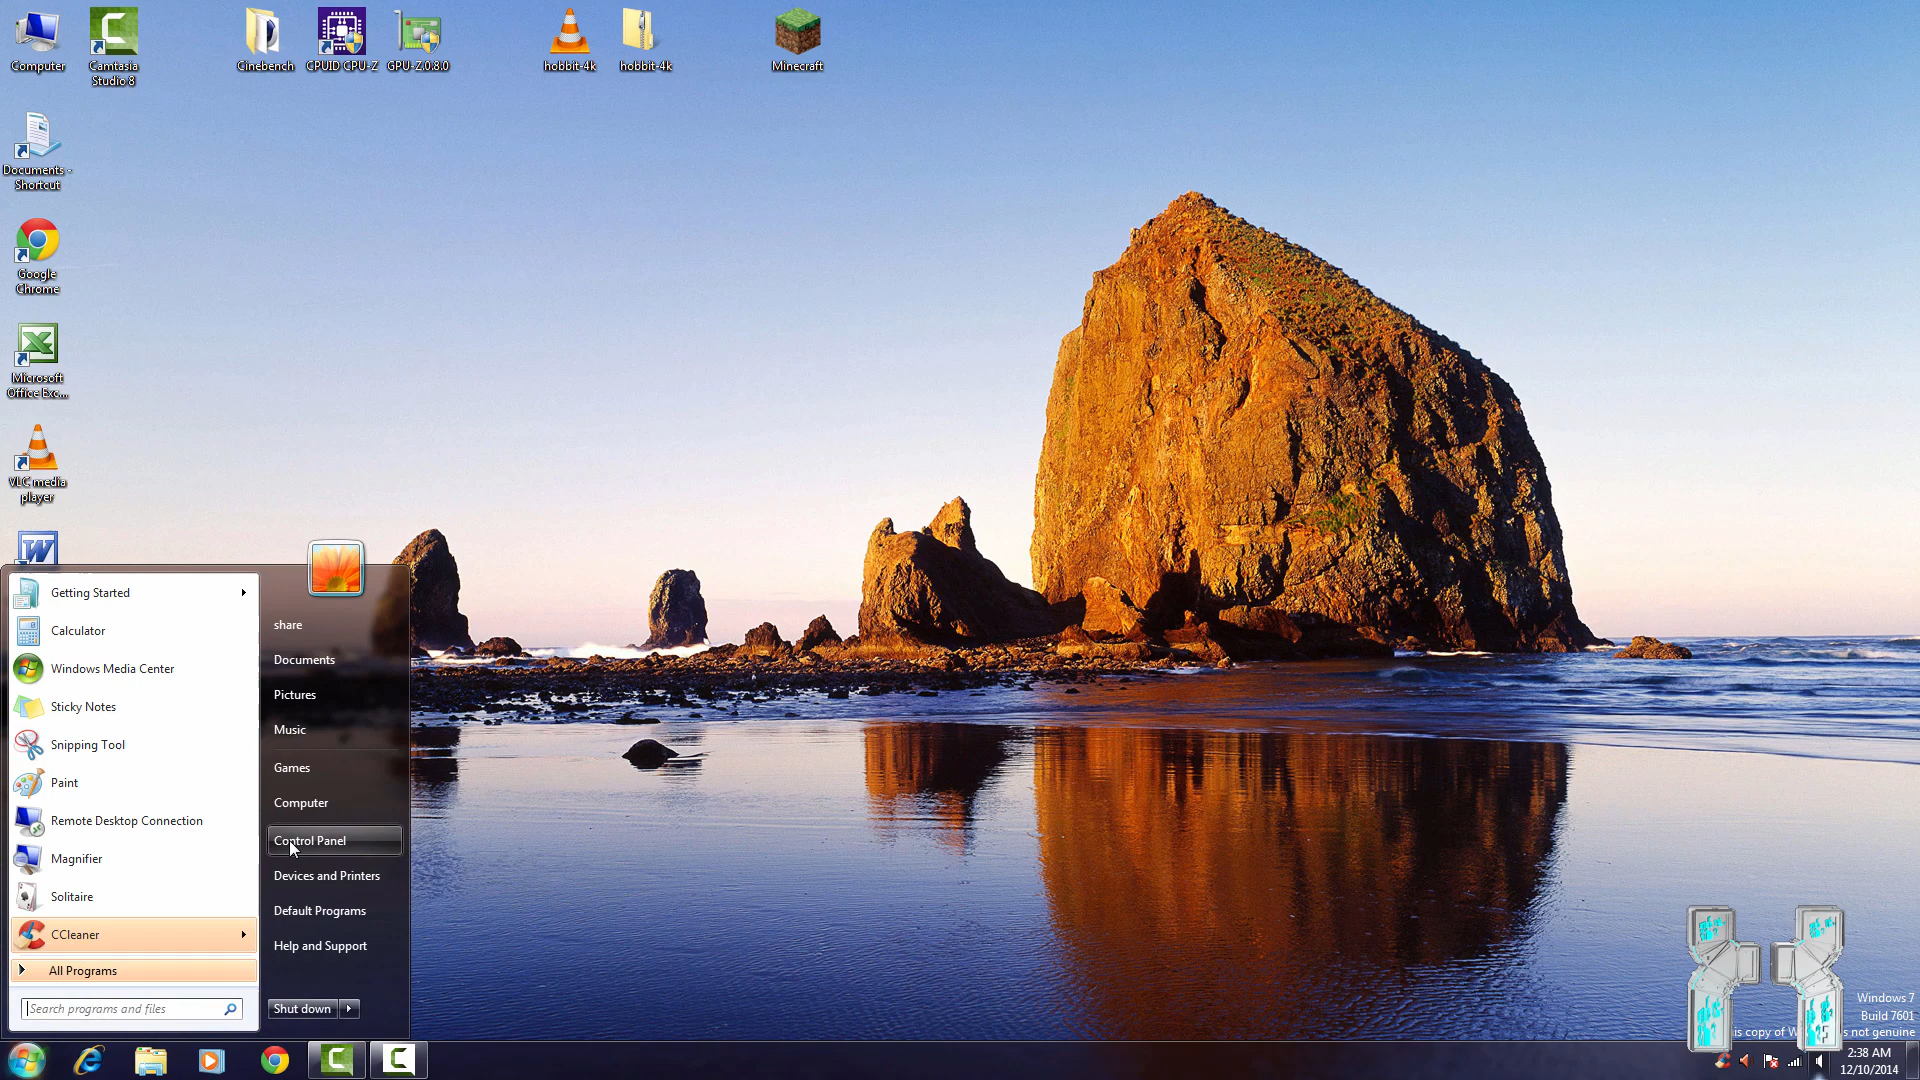 Computer
Camtasia
Studio 8
Cinebench
CPUID CPU-Z
GPU-Z.0.8.0
hobbit-4k
hobbit-4k
Minecraft
Documents -
Shortcut
Google
Chrome
Microsoft
Office Exc...
VLC media
player
Getting Started
Calculator
Windows Media Center
Sticky Notes
Snipping Tool
Paint
Remote Desktop Connection
Magnifier
Solitaire
CCleaner
All Programs
Search programs and files
share
Documents
Pictures
Music
Games
Computer
Control Panel
Devices and Printers
Default Programs
Help and Support
Shut down
Windows 7
Build 7601
copy of
not genuine
2:38 AM
12/10/2014